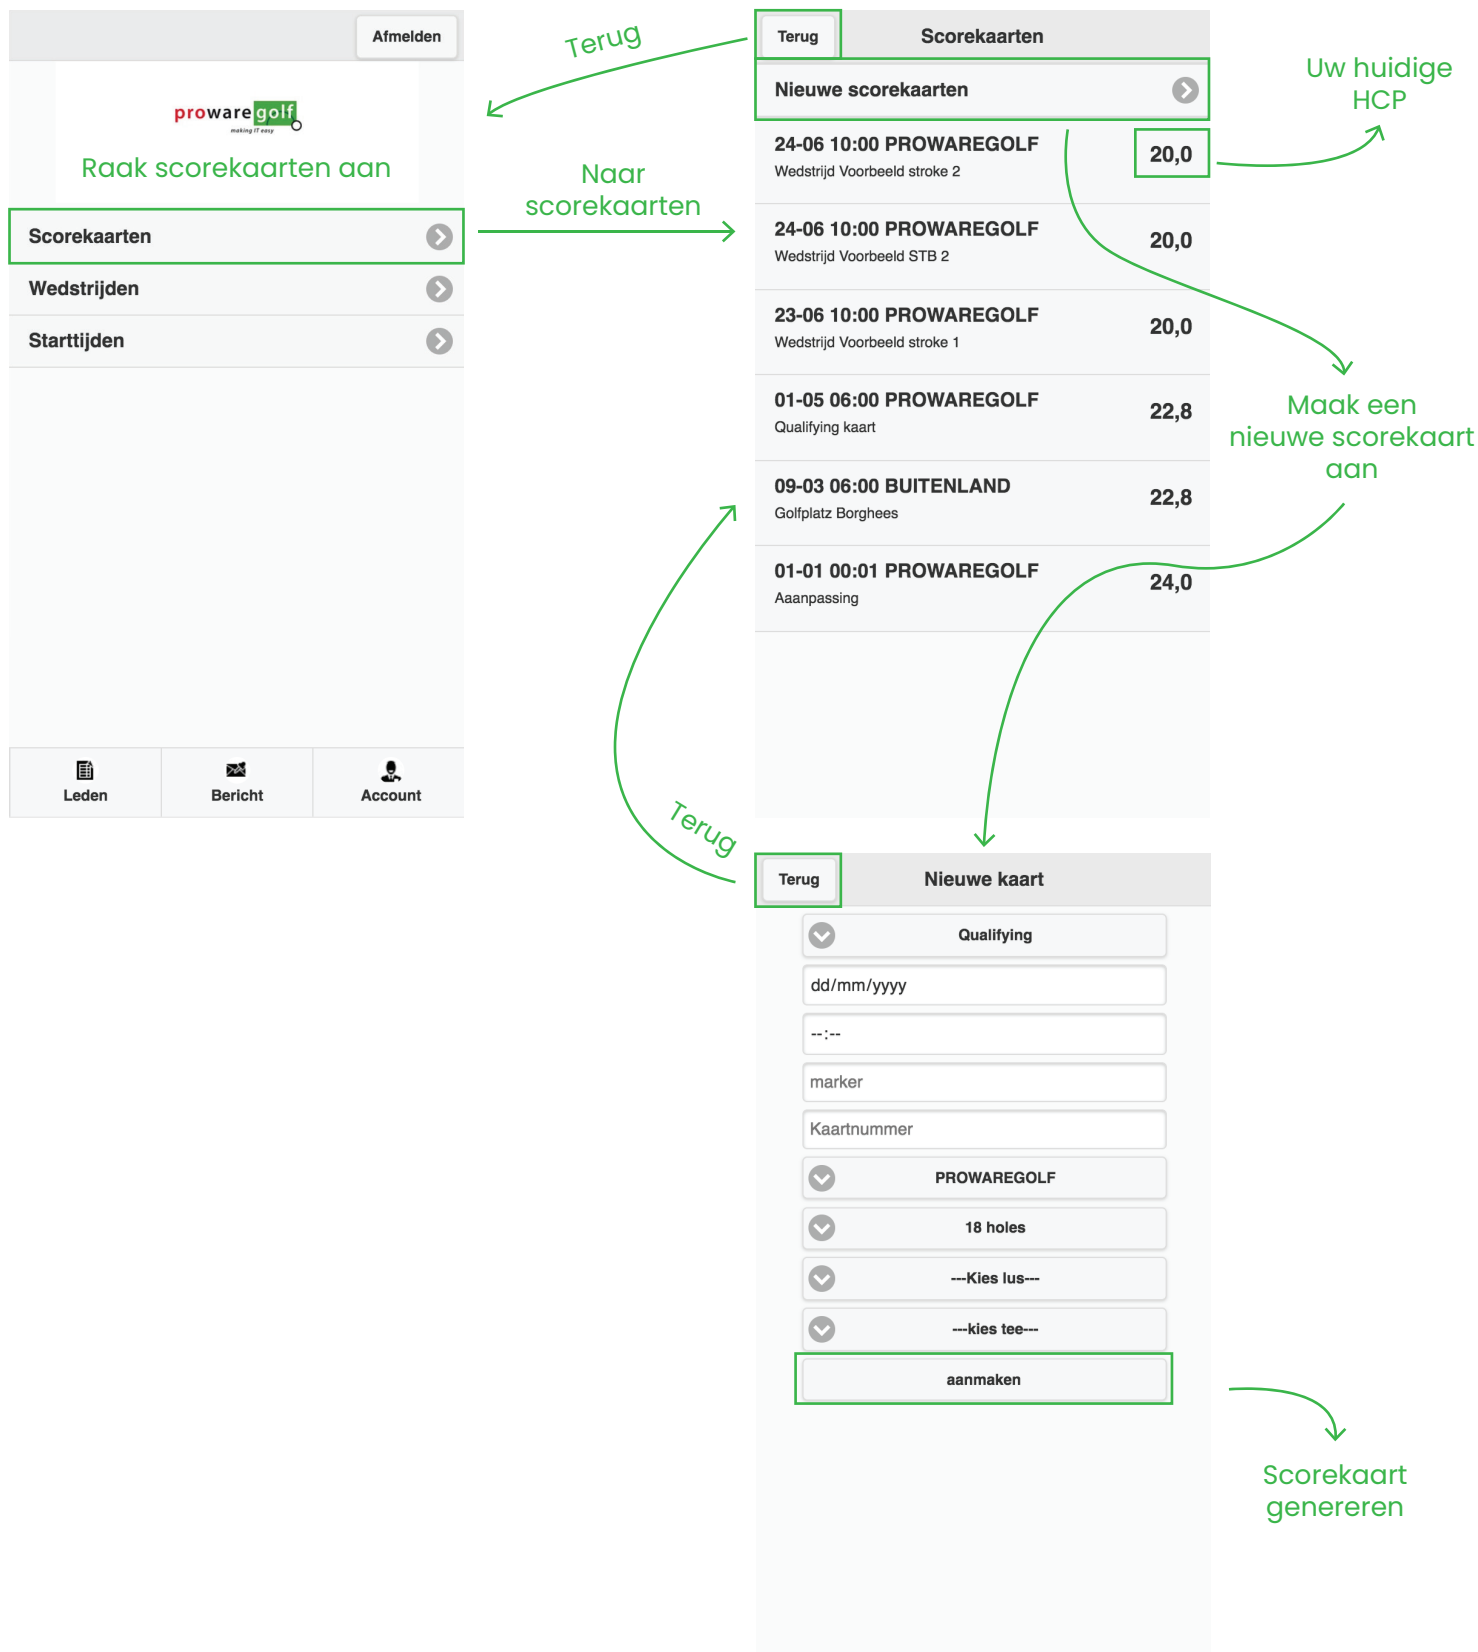 Afmelden
prowaregolf
making IT easy
Raak scorekaarten aan
Scorekaarten
Wedstrijden
Starttijden
Leden
Bericht
Account
Terug
Naar
scorekaarten
Terug
Scorekaarten
Nieuwe scorekaarten
24-06 10:00 PROWAREGOLF
Wedstrijd Voorbeeld stroke 2
20,0
24-06 10:00 PROWAREGOLF
Wedstrijd Voorbeeld STB 2
20,0
23-06 10:00 PROWAREGOLF
Wedstrijd Voorbeeld stroke 1
20,0
01-05 06:00 PROWAREGOLF
Qualifying kaart
22,8
09-03 06:00 BUITENLAND
Golfplatz Borghees
22,8
01-01 00:01 PROWAREGOLF
Aaanpassing
24,0
Uw huidige
HCP
Maak een
nieuwe scorekaart
aan
Terug
Terug
Nieuwe kaart
Qualifying
dd/mm/yyyy
--:--
marker
Kaartnummer
PROWAREGOLF
18 holes
---Kies lus---
---kies tee---
aanmaken
Scorekaart
genereren